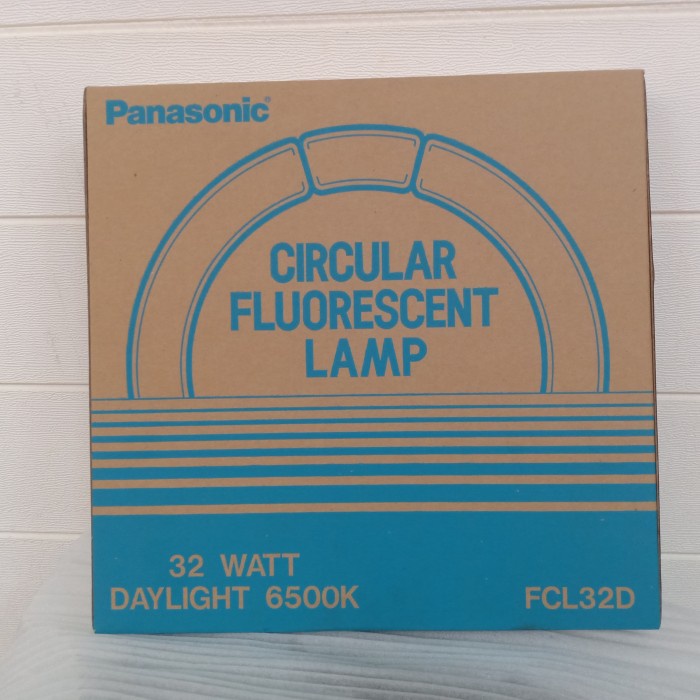 Panasonic®
CIRCULAR
FLUORESCENT
LAMP
32 WATT
DAYLIGHT 6500K
FCL32D